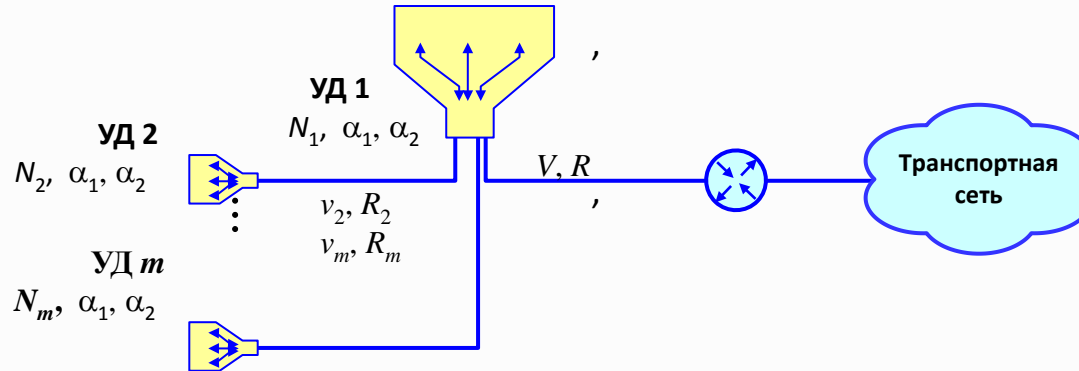 ,
УД 1
N₁, α₁, α₂
УД 2
N₂, α₁, α₂
V, R
,
Транспортная
сеть
v₂, R₂
vₘ, Rₘ
УД m
Nₘ, α₁, α₂